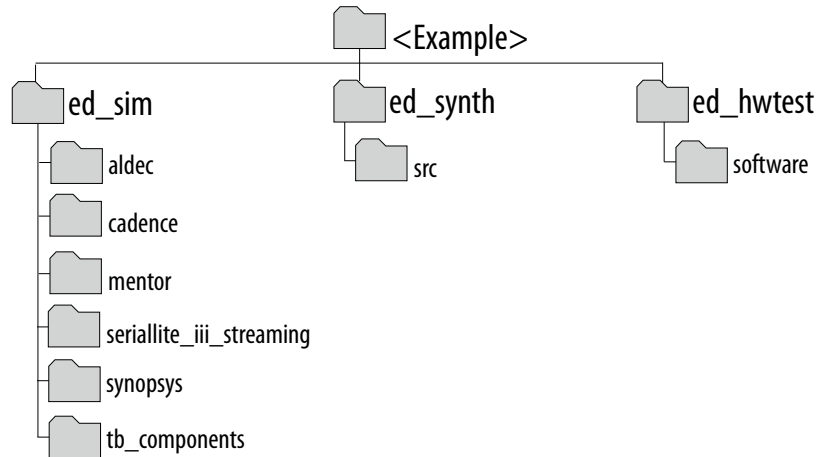 <Example>
ed_sim
aldec
cadence
mentor
seriallite_iii_streaming
synopsys
tb_components
ed_synth
src
ed_hwtest
software